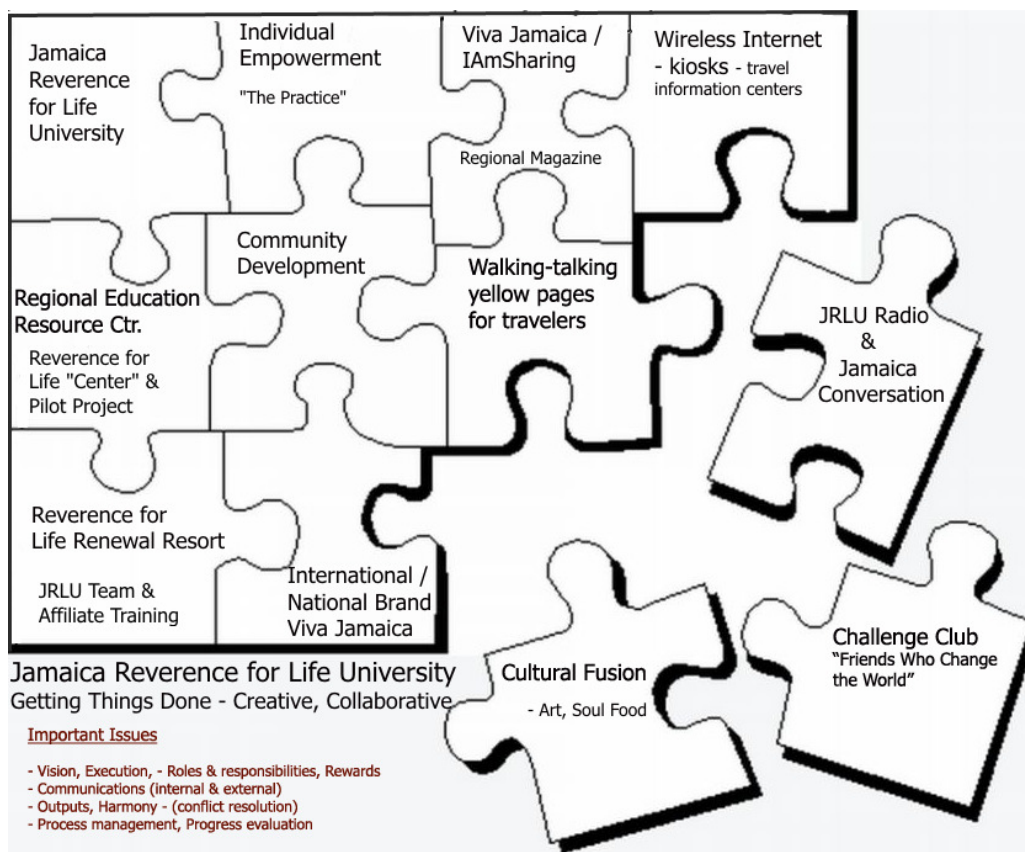 Jamaica
Reverence
for Life
University
Individual
Empowerment
"The Practice"
Viva Jamaica /
IAmSharing
Regional Magazine
Wireless Internet
- kiosks - travel
information centers
Regional Education
Resource Ctr.
Reverence for
Life "Center" &
Pilot Project
Community
Development
Walking-talking
yellow pages
for travelers
JRLU Radio
&
Jamaica
Conversation
Reverence for
Life Renewal Resort
JRLU Team &
Affiliate Training
International /
National Brand
Viva Jamaica
Cultural Fusion
- Art, Soul Food
Challenge Club
“Friends Who Change
the World”
Jamaica Reverence for Life University
Getting Things Done - Creative, Collaborative
Important Issues
- Vision, Execution, - Roles & responsibilities, Rewards
- Communications (internal & external)
- Outputs, Harmony - (conflict resolution)
- Process management, Progress evaluation